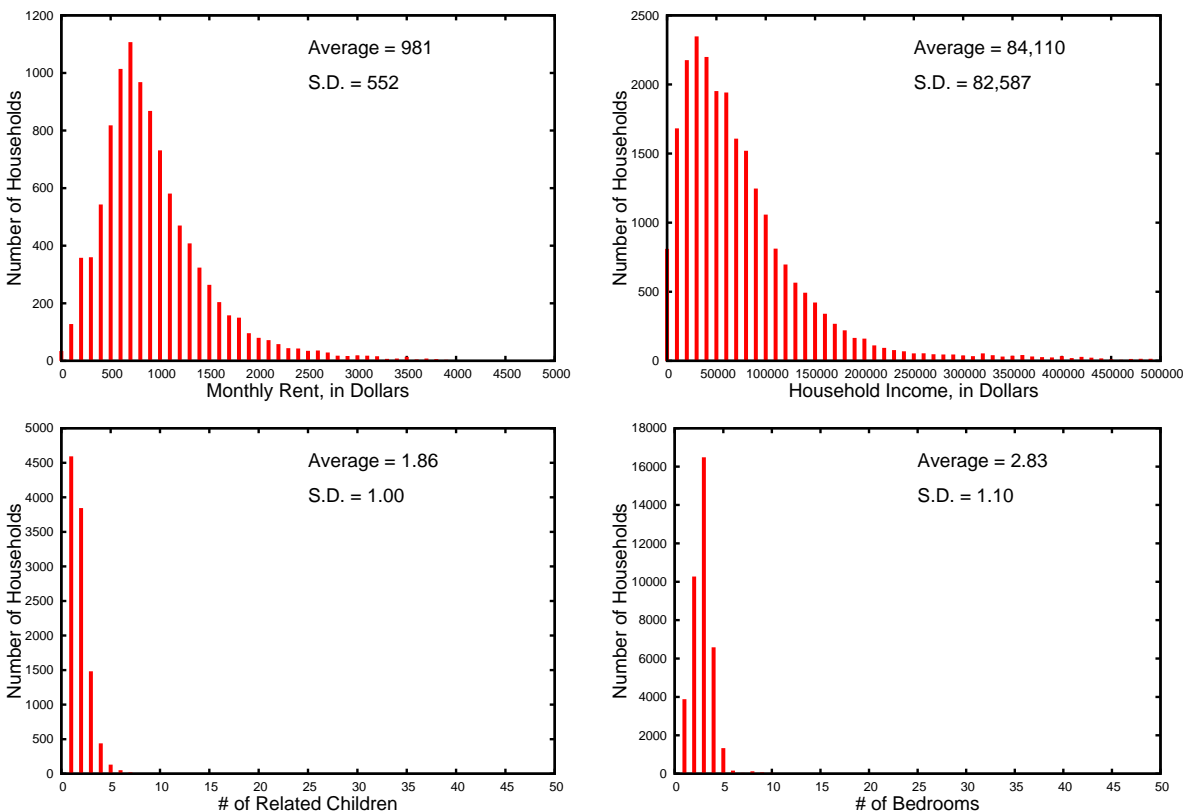 1200
1000
800
600
400
200
0
Number of Households
Average = 981
S.D. = 552
0 500 1000 1500 2000 2500 3000 3500 4000 4500 5000
Monthly Rent, in Dollars
2500
2000
1500
1000
500
0
Number of Households
Average = 84,110
S.D. = 82,587
0 50000 100000 150000 200000 250000 300000 350000 400000 450000 500000
Household Income, in Dollars
5000
4500
4000
3500
3000
2500
2000
1500
1000
500
0
Number of Households
Average = 1.86
S.D. = 1.00
0 5 10 15 20 25 30 35 40 45 50
# of Related Children
18000
16000
14000
12000
10000
8000
6000
4000
2000
0
Number of Households
Average = 2.83
S.D. = 1.10
0 5 10 15 20 25 30 35 40 45 50
# of Bedrooms